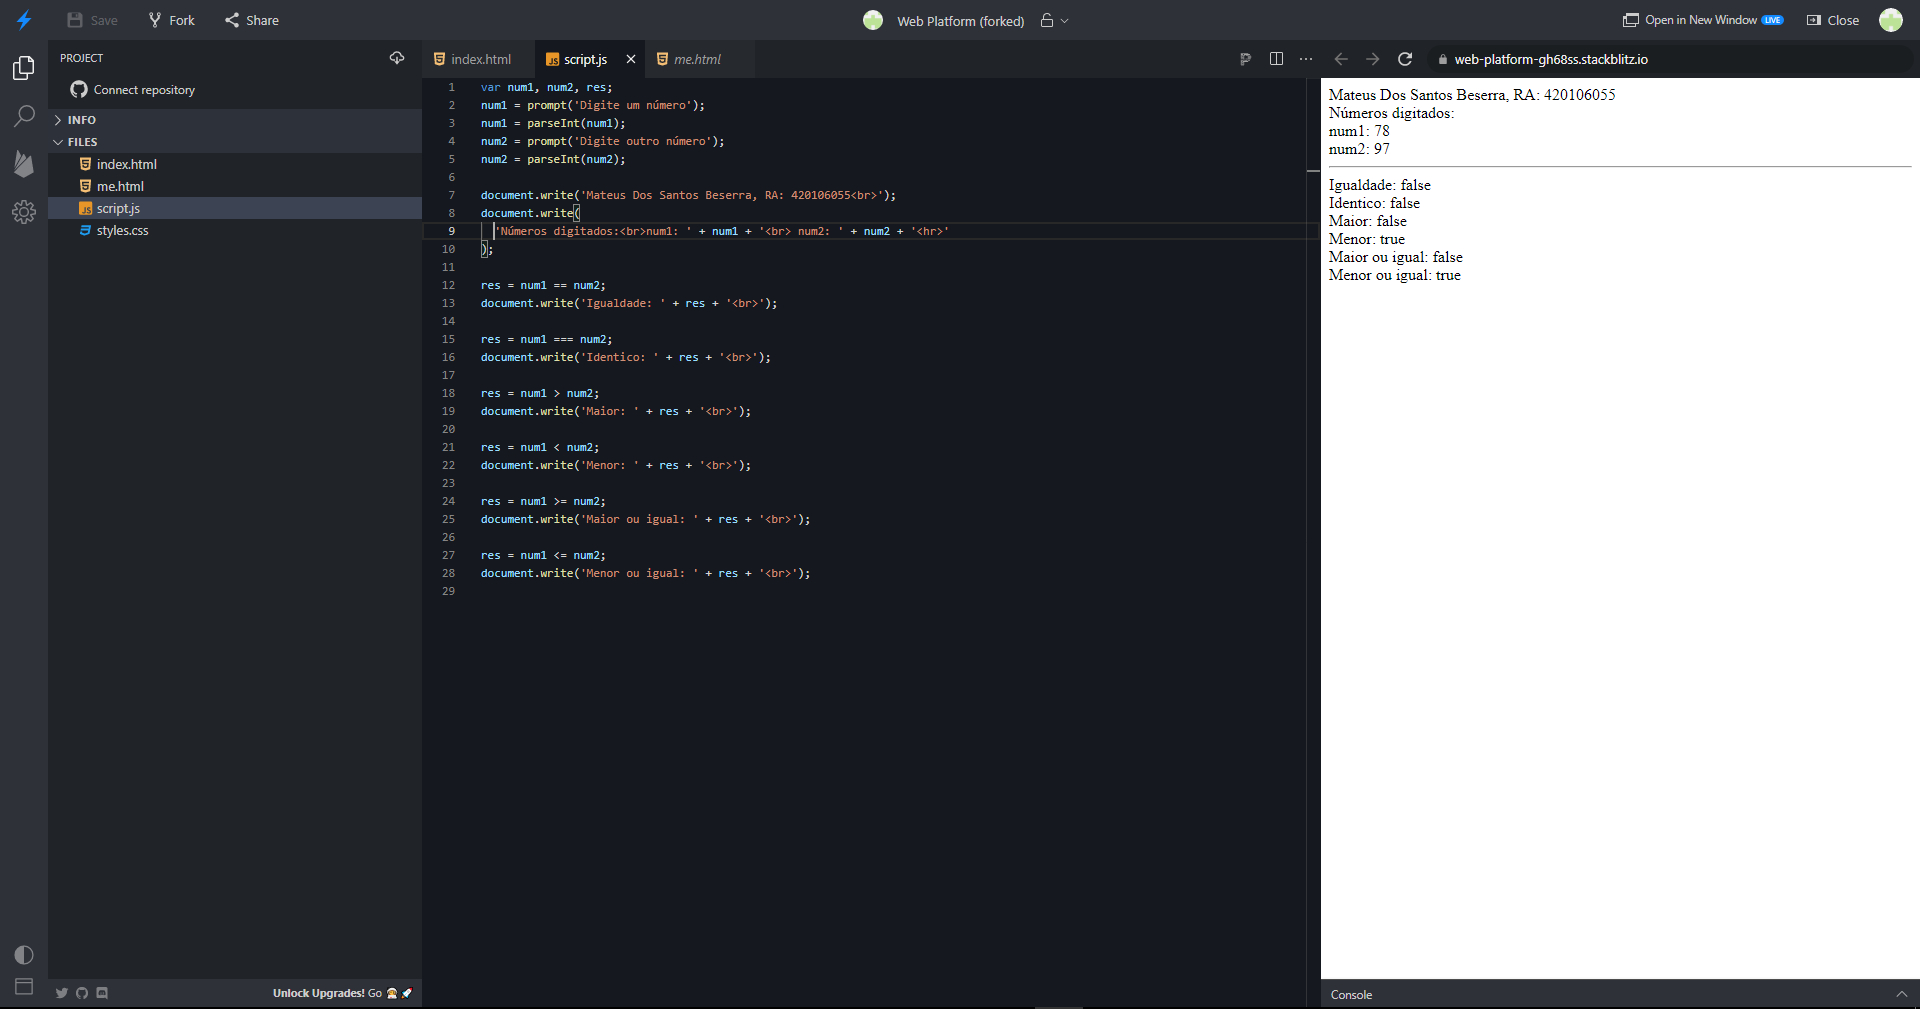 Save
Fork
Share
Web Platform (forked)
Open in New Window LIVE
Close
PROJECT
Connect repository
INFO
FILES
index.html
me.html
script.js
styles.css
Unlock Upgrades! Go
index.html
JS script.js
me.html
1 var num1, num2, res;
2 num1 = prompt('Digite um número');
3 num1 = parseInt(num1);
4 num2 = prompt('Digite outro número');
5 num2 = parseInt(num2);
6
7 document.write('Mateus Dos Santos Beserra, RA: 420106055<br>');
8 document.write(
9 'Números digitados:<br>num1: ' + num1 + '<br> num2: ' + num2 + '<hr>'
10 );
11
12 res = num1 == num2;
13 document.write('Igualdade: ' + res + '<br>');
14
15 res = num1 === num2;
16 document.write('Identico: ' + res + '<br>');
17
18 res = num1 > num2;
19 document.write('Maior: ' + res + '<br>');
20
21 res = num1 < num2;
22 document.write('Menor: ' + res + '<br>');
23
24 res = num1 >= num2;
25 document.write('Maior ou igual: ' + res + '<br>');
26
27 res = num1 <= num2;
28 document.write('Menor ou igual: ' + res + '<br>');
29
web-platform-gh68ss.stackblitz.io
Mateus Dos Santos Beserra, RA: 420106055
Números digitados:
num1: 78
num2: 97
Igualdade: false
Identico: false
Maior: false
Menor: true
Maior ou igual: false
Menor ou igual: true
Console